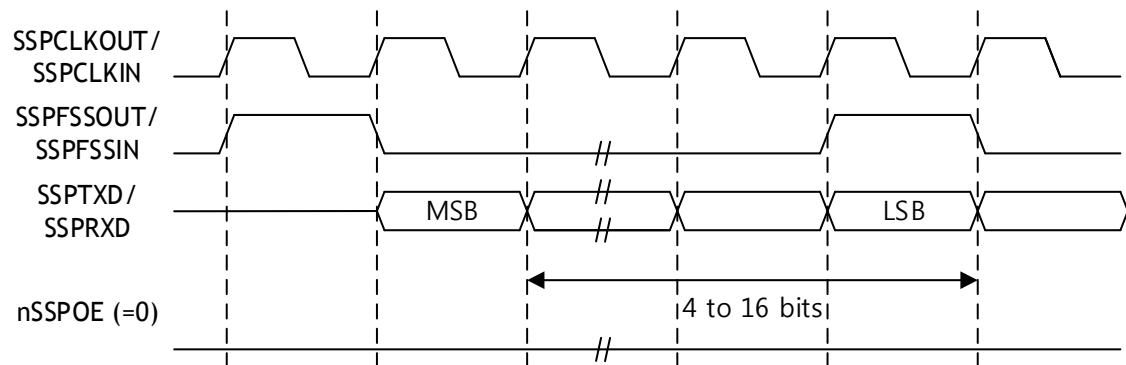 SSPCLKOUT/
SSPCLKIN
SSPFSSOUT/
SSPFSSIN
SSPTXD/
SSPRXD
MSB
LSB
4 to 16 bits
nSSPOE (=0)